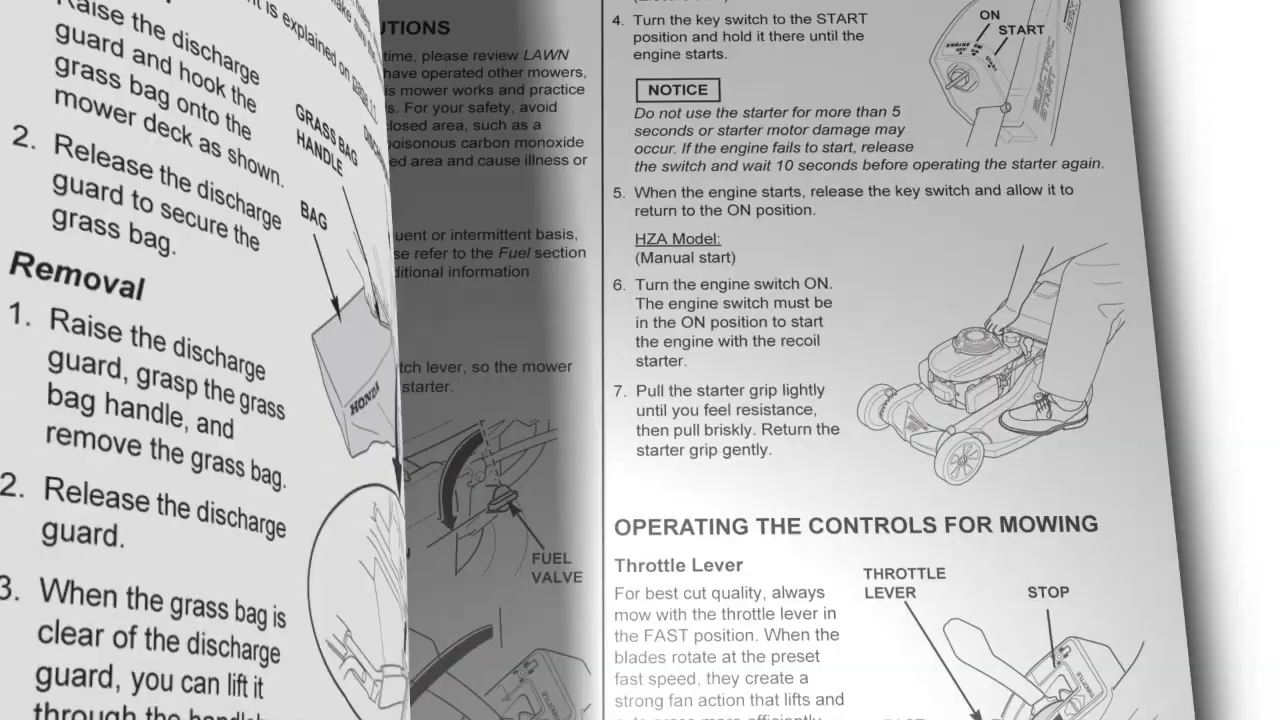 it is explained on page 11
Raise the discharge
guard and hook the
grass bag onto the
mower deck as shown.
2. Release the discharge
guard to secure the
grass bag.
GRASS BAG
HANDLE
BAG
HONDA
Removal
1. Raise the discharge
guard, grasp the grass
bag handle, and
remove the grass bag.
2. Release the discharge
guard.
3. When the grass bag is
clear of the discharge
guard, you can lift it
through the
time, please review LAWN
have operated other mowers,
mower works and practice
For your safety, avoid
area, such as a
poisonous carbon monoxide
area and cause illness or
or intermittent basis,
refer to the Fuel section
information
lever, so the mower
starter.
FUEL
VALVE
4. Turn the key switch to the START
position and hold it there until the
engine starts.
ON
START
ELECTRIC
START
NOTICE
Do not use the starter for more than 5
seconds or starter motor damage may
occur. If the engine fails to start, release
the switch and wait 10 seconds before operating the starter again.
5. When the engine starts, release the key switch and allow it to
return to the ON position.
HZA Model:
(Manual start)
6. Turn the engine switch ON.
The engine switch must be
in the ON position to start
the engine with the recoil
starter.
7. Pull the starter grip lightly
until you feel resistance,
then pull briskly. Return the
starter grip gently.
OPERATING THE CONTROLS FOR MOWING
Throttle Lever
For best cut quality, always
mow with the throttle lever in
the FAST position. When the
blades rotate at the preset
fast speed, they create a
strong fan action that lifts and
THROTTLE
LEVER
STOP
THROTTLE